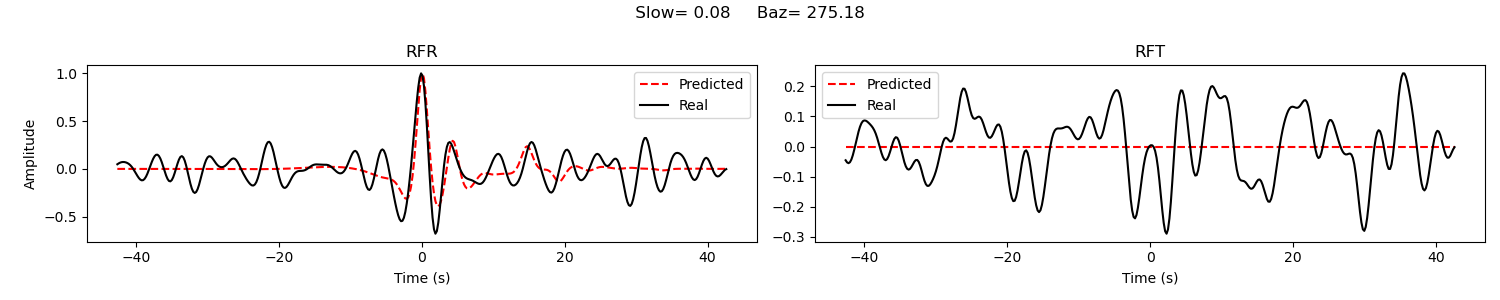 Slow= 0.08 Baz= 275.18
RFR
Amplitude
1.0
0.5
0.0
−0.5
Predicted
Real
−40
−20
0
20
40
Time (s)
RFT
0.2
0.1
0.0
−0.1
−0.2
−0.3
Predicted
Real
−40
−20
0
20
40
Time (s)